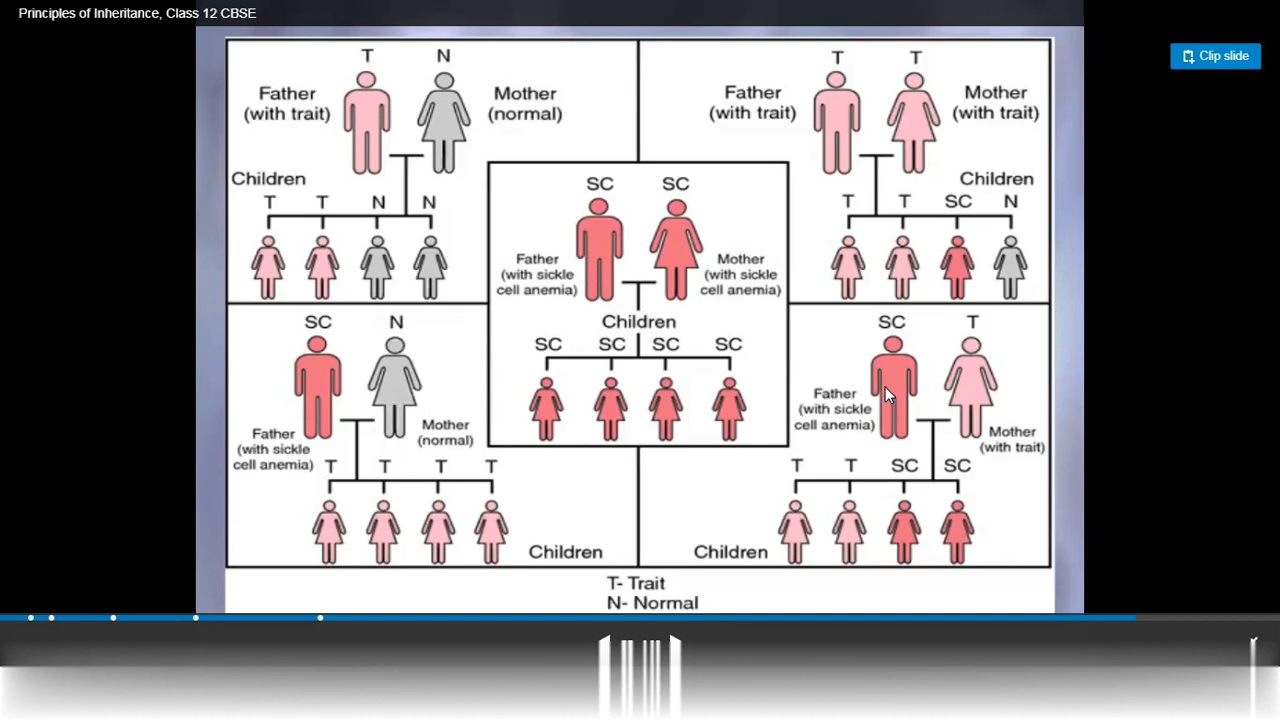 Principles of Inheritance, Class 12 CBSE
Clip slide
T N
Father
(with trait)
Mother
(normal)
Children
T T N N
T T
Father
(with trait)
Mother
(with trait)
Children
T T SC N
SC SC
Father
(with sickle
cell anemia)
Mother
(with sickle
cell anemia)
Children
SC SC SC SC
SC N
Father
(with sickle
cell anemia)
Mother
(normal)
T T T T
Children
SC T
Father
(with sickle
cell anemia)
Mother
(with trait)
T T SC SC
Children
T- Trait
N- Normal